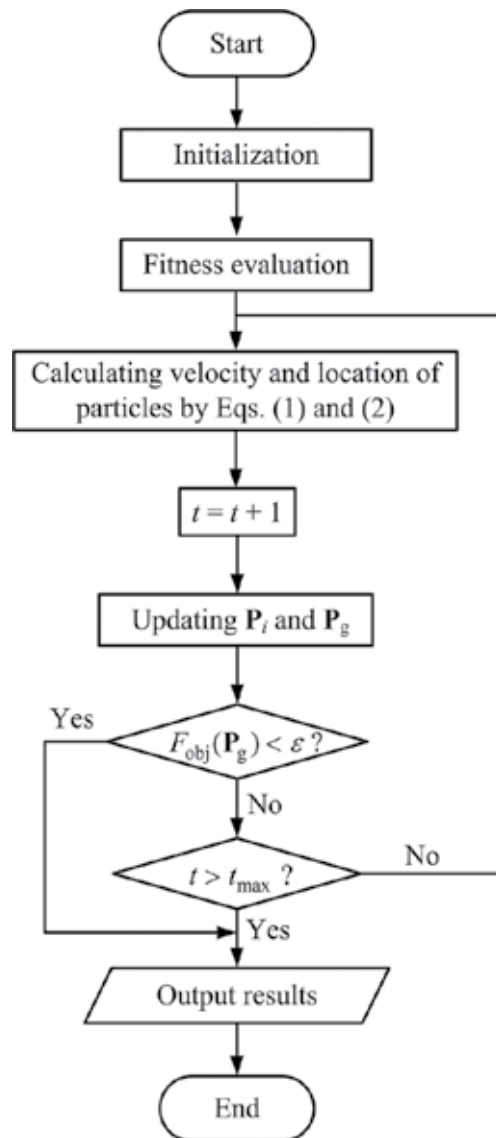 Start
Initialization
Fitness evaluation
Calculating velocity and location of
particles by Eqs. (1) and (2)
t = t + 1
Updating Pi and Pg
Yes
Fobj(Pg) < ε ?
No
t > tmax ?
No
Yes
Output results
End